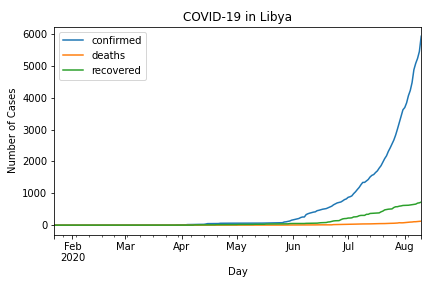 COVID-19 in Libya
confirmed
deaths
recovered
Number of Cases
6000
5000
4000
3000
2000
1000
0
Feb Mar Apr May Jun Jul Aug
2020
Day